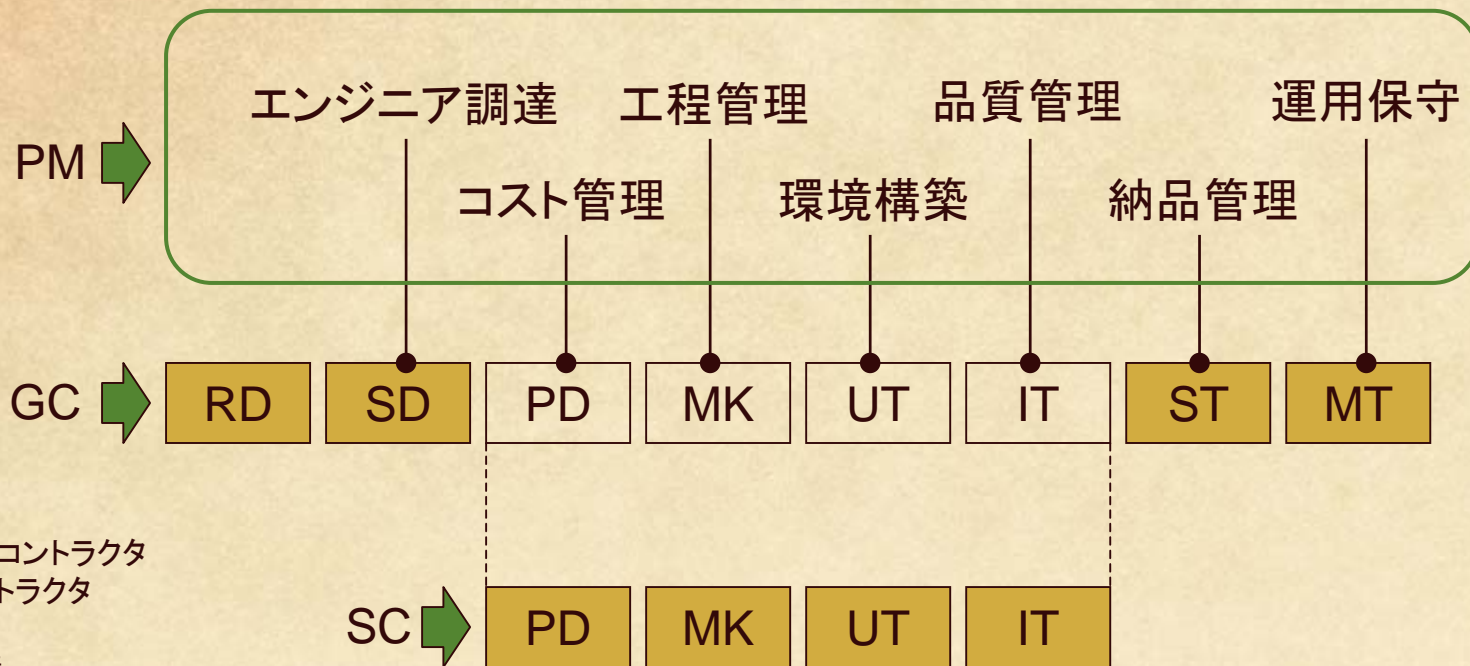 エンジニア調達 工程管理 品質管理 運用保守
PM
コスト管理 環境構築 納品管理
GC RD SD PD MK UT IT ST MT
コントラクタ
トラクタ
SC PD MK UT IT